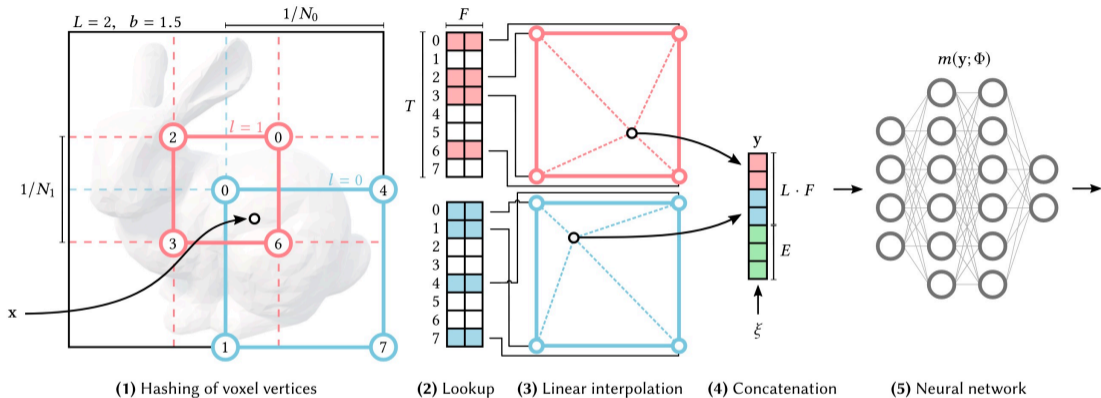 L = 2, b = 1.5
1/N₀
l = 1
2
0
1/N₁
l = 0
0
4
3
6
x
1
7
F
T
0
1
2
3
4
5
6
7
0
1
2
3
4
5
6
7
y
L · F
E
ξ
m(y; Φ)
(1) Hashing of voxel vertices
(2) Lookup
(3) Linear interpolation
(4) Concatenation
(5) Neural network